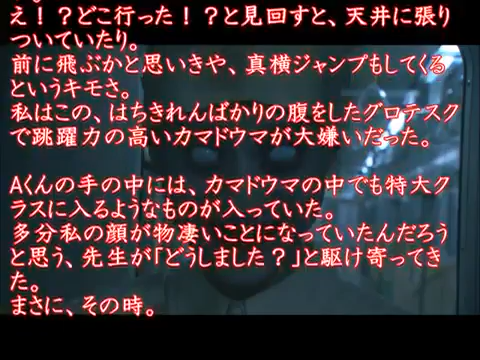 え！？どこ行った！？と見回すと、天井に張り
ついていたり。
前に飛ぶかと思いきや、真横ジャンプもしてくる
というキモさ。
私はこの、はちきれんばかりの腹をしたグロテスク
で跳躍力の高いカマドウマが大嫌いだった。
Aくんの手の中には、カマドウマの中でも特大ク
ラスに入るようなものが入っていた。
多分私の顔が物凄いことになっていたんだろう
と思う、先生が「どうしました？」と駆け寄ってき
た。
まさに、その時。